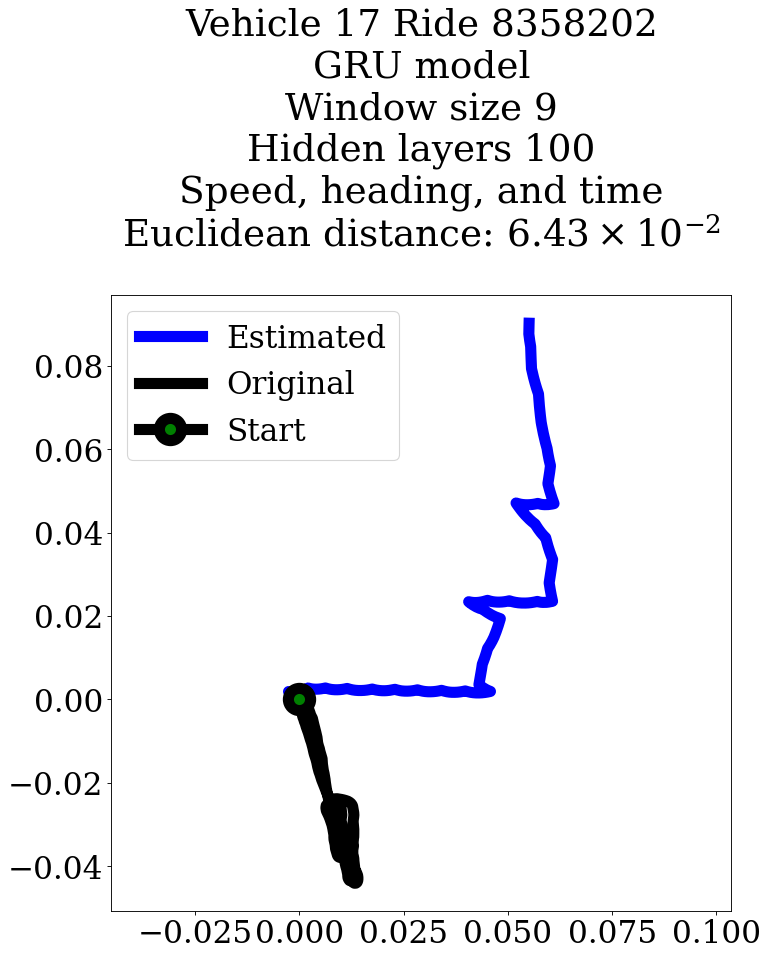 Vehicle 17 Ride 8358202
GRU model
Window size 9
Hidden layers 100
Speed, heading, and time
Euclidean distance: 6.43 × 10⁻²
Estimated
Original
Start
0.08
0.06
0.04
0.02
0.00
−0.02
−0.04
−0.025 0.000 0.025 0.050 0.075 0.100